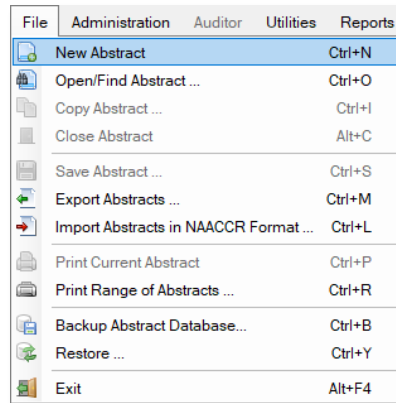 File Administration Auditor Utilities Reports
New Abstract Ctrl+N
Open/Find Abstract ... Ctrl+O
Copy Abstract ... Ctrl+I
Close Abstract Alt+C
Save Abstract ... Ctrl+S
Export Abstracts ... Ctrl+M
Import Abstracts in NAACCR Format ... Ctrl+L
Print Current Abstract Ctrl+P
Print Range of Abstracts ... Ctrl+R
Backup Abstract Database... Ctrl+B
Restore ... Ctrl+Y
Exit Alt+F4